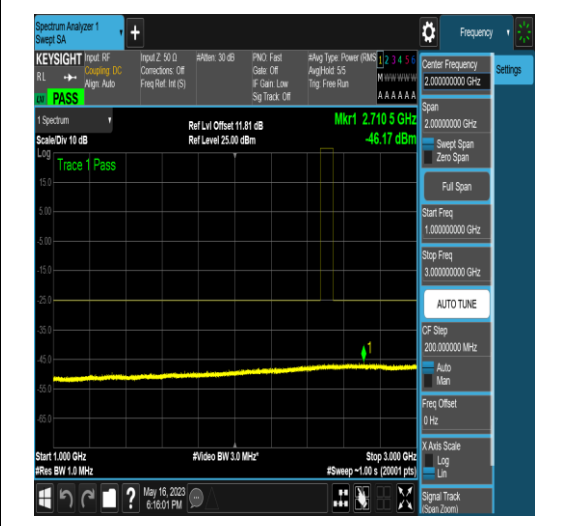 Spectrum Analyzer 1
Swept SA
Frequency
KEYSIGHT
RL
PASS
Input: RF
Coupling: DC
Align: Auto
Input Z: 50 Ω
Corrections: Off
Freq Ref: Int (S)
#Atten: 30 dB
PNO: Fast
Gate: Off
IF Gain: Low
Sig Track: Off
#Avg Type: Power (RMS
Avg|Hold: 5/5
Trig: Free Run
1 2 3 4 5 6
M W W W W W
A A A A A A
Center Frequency
2.000000000 GHz
Settings
Span
2.00000000 GHz
Swept Span
Zero Span
Full Span
Start Freq
1.000000000 GHz
Stop Freq
3.000000000 GHz
AUTO TUNE
CF Step
200.000000 MHz
Auto
Man
Freq Offset
0 Hz
X Axis Scale
Log
Lin
Signal Track
(Span Zoom)
1 Spectrum
Scale/Div 10 dB
Ref Lvl Offset 11.81 dB
Ref Level 25.00 dBm
Mkr1 2.710 5 GHz
-46.17 dBm
Log
Trace 1 Pass
15.0
5.00
-5.00
-15.0
-25.0
-35.0
-45.0
-55.0
-65.0
1
Start 1.000 GHz
#Res BW 1.0 MHz
#Video BW 3.0 MHz*
Stop 3.000 GHz
#Sweep ~1.00 s (20001 pts)
May 16, 2023
6:16:01 PM